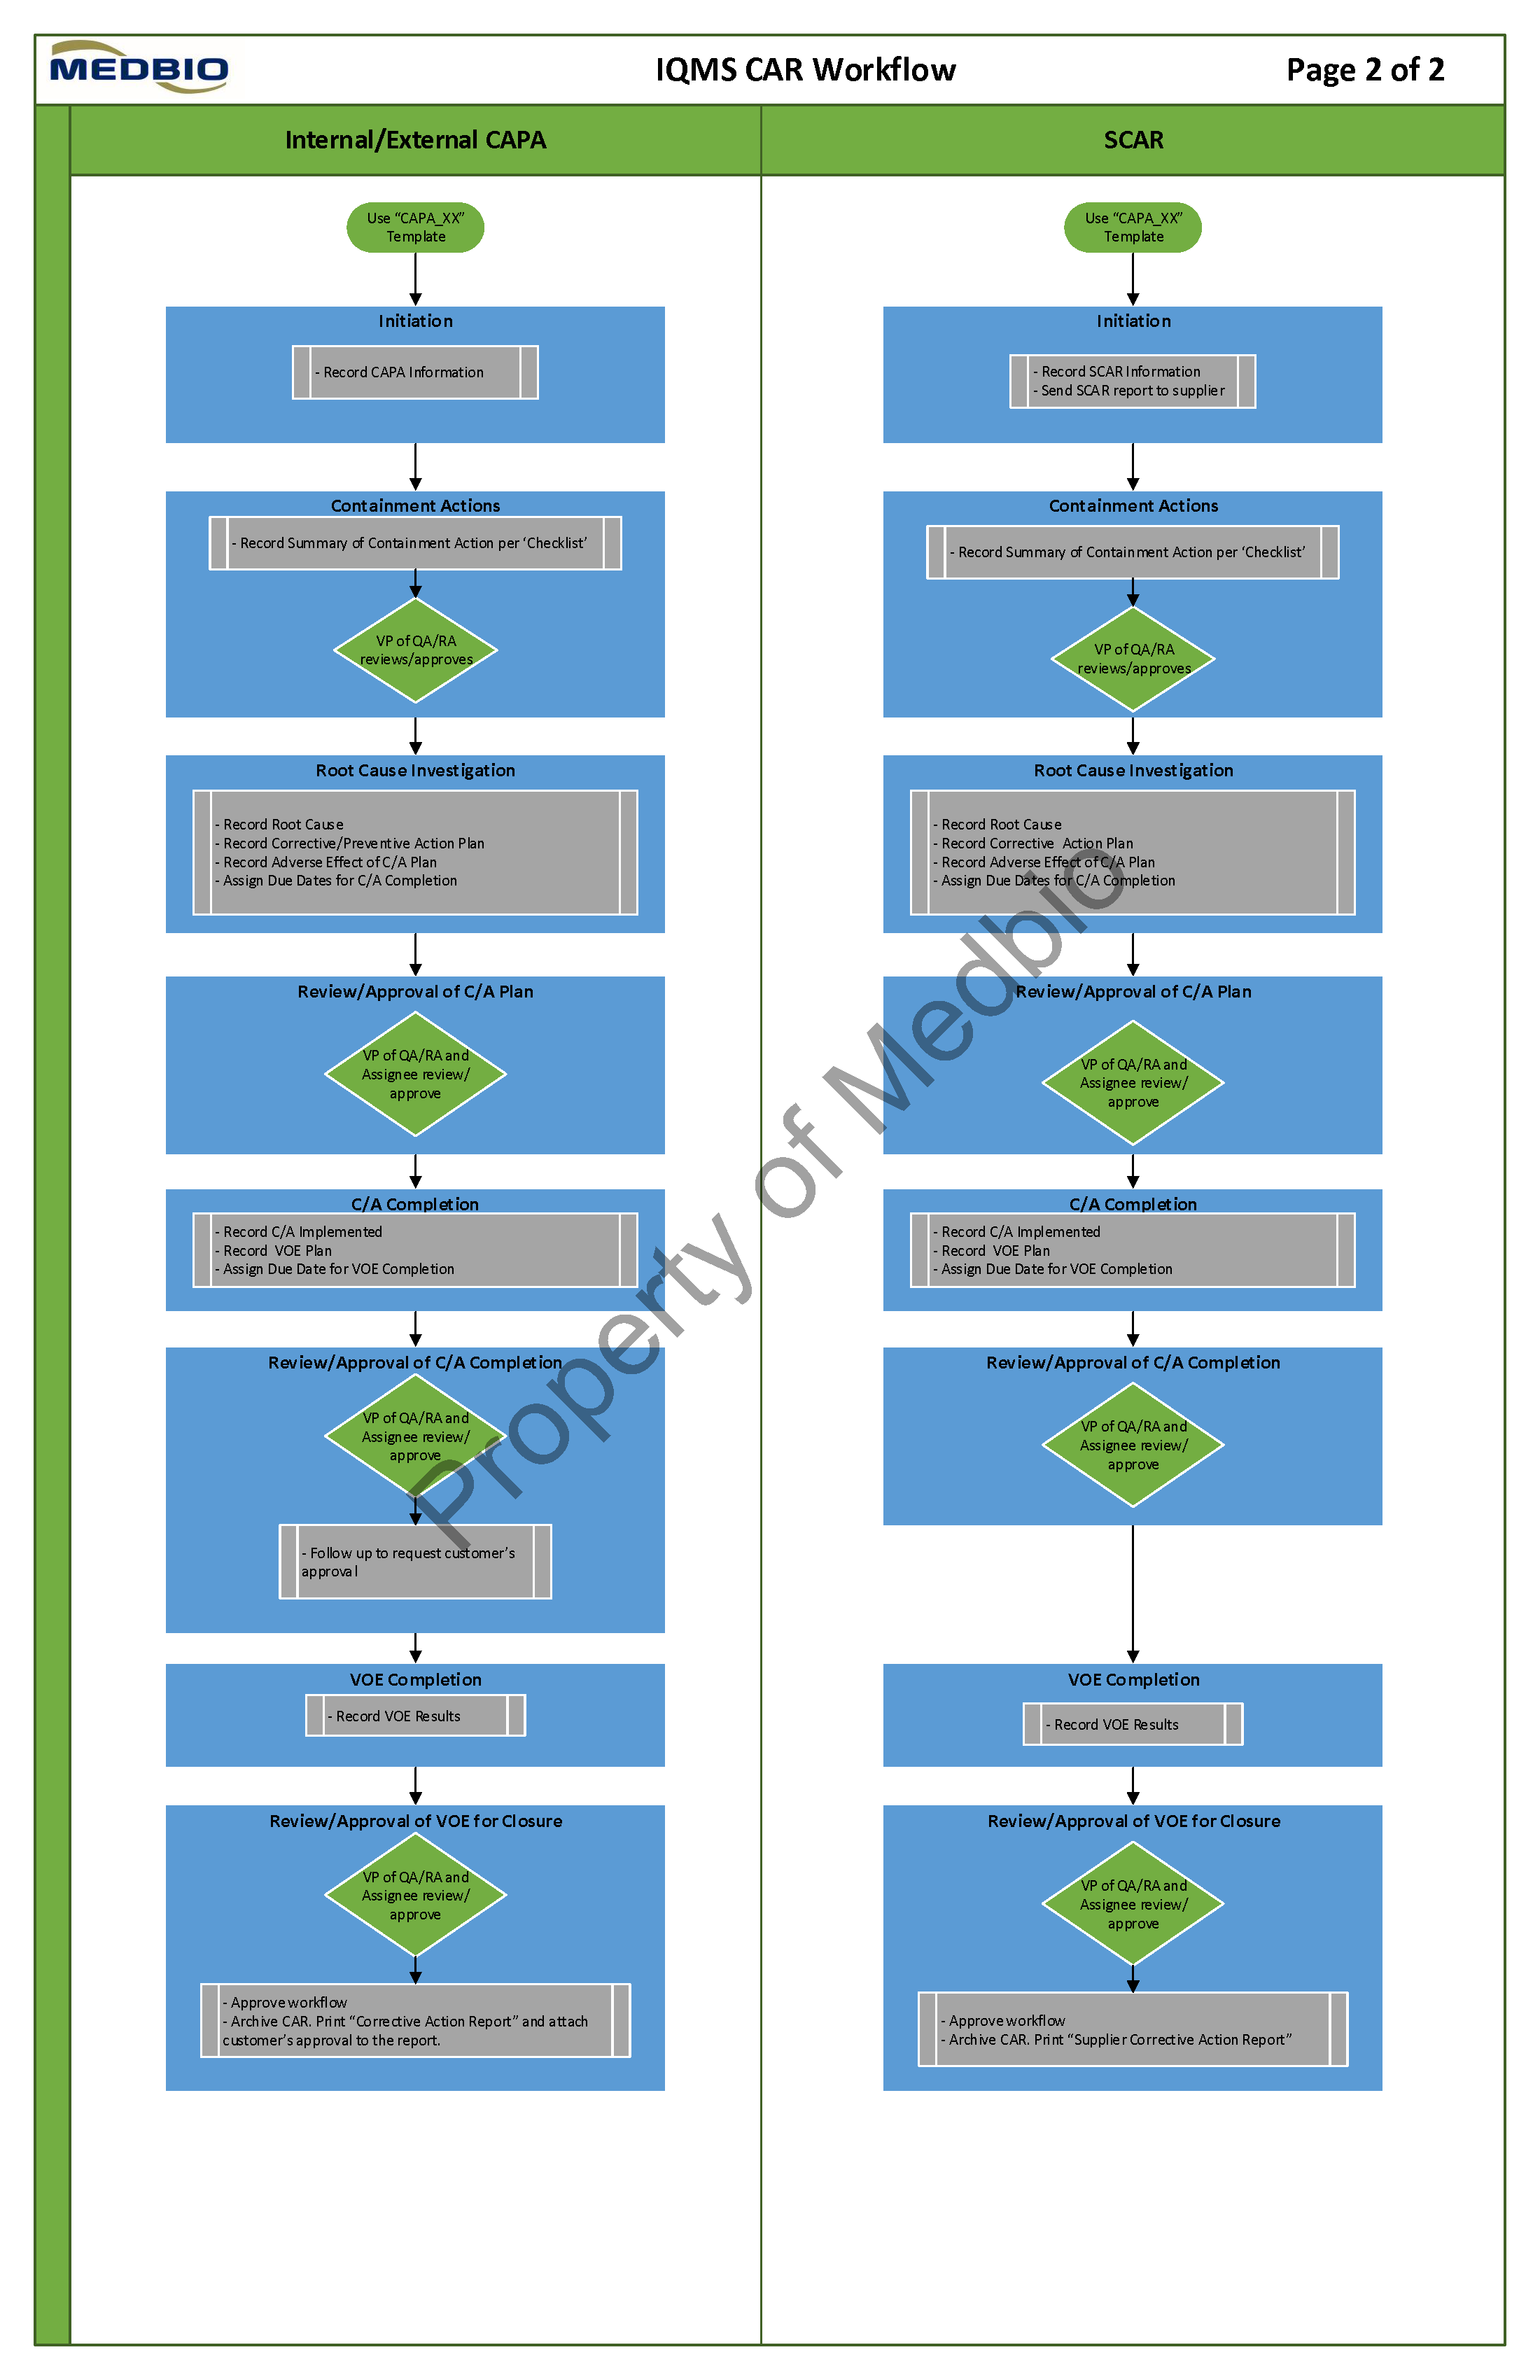 MEDBIO
IQMS CAR Workflow
Page 2 of 2
Internal/External CAPA
Use “CAPA_XX”
Template
Initiation
- Record CAPA Information
Containment Actions
- Record Summary of Containment Action per ‘Checklist’
VP of QA/RA
reviews/approves
Root Cause Investigation
- Record Root Cause
- Record Corrective/Preventive Action Plan
- Record Adverse Effect of C/A Plan
- Assign Due Dates for C/A Completion
Review/Approval of C/A Plan
VP of QA/RA and
Assignee review/
approve
C/A Completion
- Record C/A Implemented
- Record VOE Plan
- Assign Due Date for VOE Completion
Review/Approval of C/A Completion
VP of QA/RA and
Assignee review/
approve
- Follow up to request customer’s
approval
VOE Completion
- Record VOE Results
Review/Approval of VOE for Closure
VP of QA/RA and
Assignee review/
approve
- Approve workflow
- Archive CAR. Print “Corrective Action Report” and attach
customer’s approval to the report.
SCAR
Use “CAPA_XX”
Template
Initiation
- Record SCAR Information
- Send SCAR report to supplier
Containment Actions
- Record Summary of Containment Action per ‘Checklist’
VP of QA/RA
reviews/approves
Root Cause Investigation
- Record Root Cause
- Record Corrective Action Plan
- Record Adverse Effect of C/A Plan
- Assign Due Dates for C/A Completion
Review/Approval of C/A Plan
VP of QA/RA and
Assignee review/
approve
C/A Completion
- Record C/A Implemented
- Record VOE Plan
- Assign Due Date for VOE Completion
Review/Approval of C/A Completion
VP of QA/RA and
Assignee review/
approve
VOE Completion
- Record VOE Results
Review/Approval of VOE for Closure
VP of QA/RA and
Assignee review/
approve
- Approve workflow
- Archive CAR. Print “Supplier Corrective Action Report”
Property of Medbio